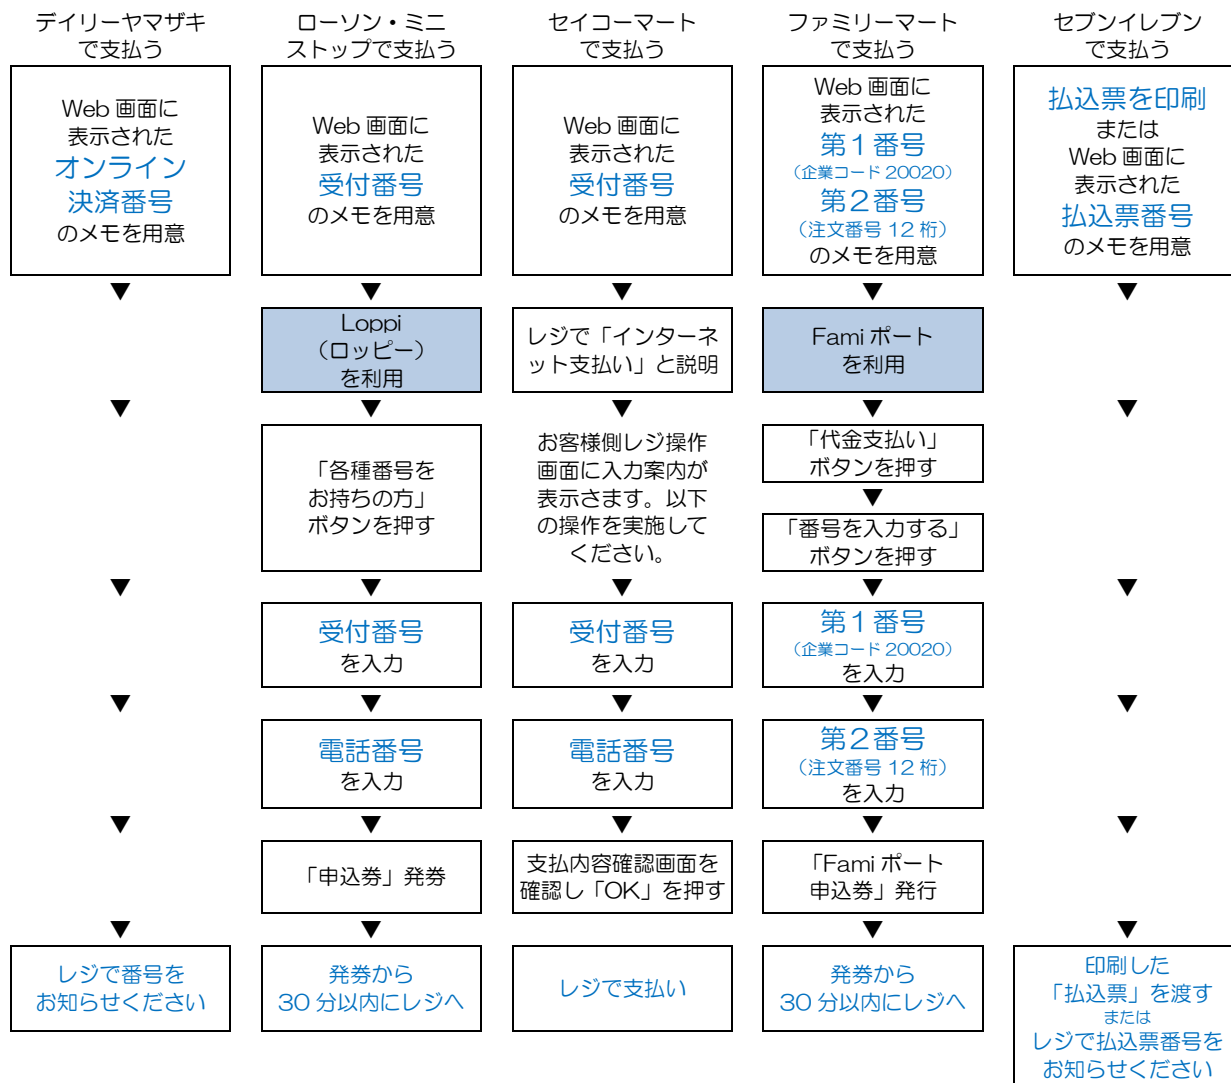 デイリーヤマザキ
で支払う
Web 画面に
表示された
オンライン
決済番号
のメモを用意
▼
▼
▼
▼
▼
▼
レジで番号を
お知らせください
ローソン・ミニ
ストップで支払う
Web 画面に
表示された
受付番号
のメモを用意
▼
Loppi
（ロッピー）
を利用
▼
「各種番号を
お持ちの方」
ボタンを押す
▼
受付番号
を入力
▼
電話番号
を入力
▼
「申込券」発券
▼
発券から
30 分以内にレジへ
セイコーマート
で支払う
Web 画面に
表示された
受付番号
のメモを用意
▼
レジで「インターネ
ット支払い」と説明
▼
お客様側レジ操作
画面に入力案内が
表示さます。以下
の操作を実施して
ください。
▼
受付番号
を入力
▼
電話番号
を入力
▼
支払内容確認画面を
確認し「OK」を押す
▼
レジで支払い
ファミリーマート
で支払う
Web 画面に
表示された
第１番号
（企業コード 20020）
第２番号
（注文番号 12 桁）
のメモを用意
▼
Fami ポート
を利用
▼
「代金支払い」
ボタンを押す
▼
「番号を入力する」
ボタンを押す
▼
第１番号
（企業コード 20020）
を入力
▼
第２番号
（注文番号 12 桁）
を入力
▼
「Fami ポート
申込券」発行
▼
発券から
30 分以内にレジへ
セブンイレブン
で支払う
払込票を印刷
または
Web 画面に
表示された
払込票番号
のメモを用意
▼
▼
▼
▼
▼
▼
印刷した
「払込票」を渡す
または
レジで払込票番号を
お知らせください